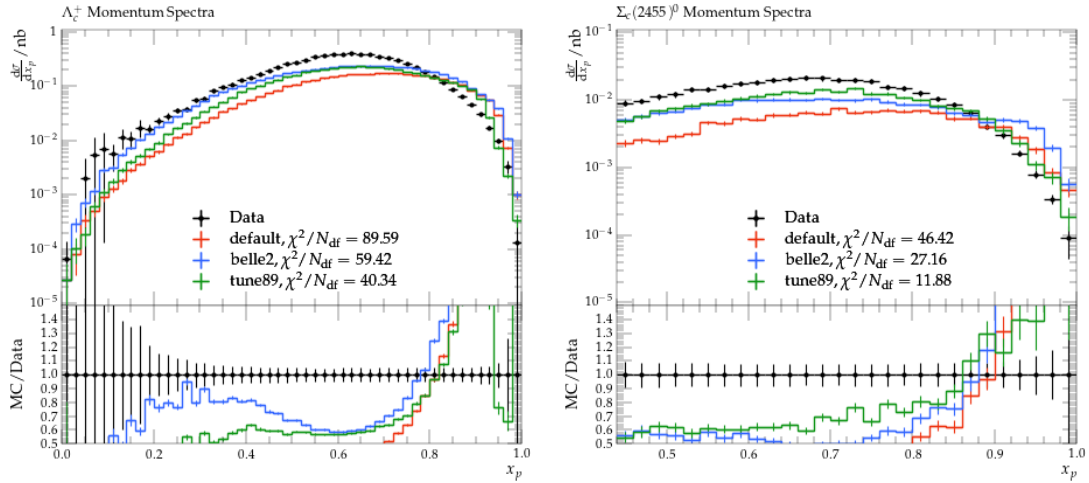 Λc+ Momentum Spectra
dσ/dxp / nb
1
10−1
10−2
10−3
10−4
10−5
Data
default, χ2/Ndf = 89.59
belle2, χ2/Ndf = 59.42
tune89, χ2/Ndf = 40.34
MC/Data
1.4
1.3
1.2
1.1
1.0
0.9
0.8
0.7
0.6
0.5
0.0 0.2 0.4 0.6 0.8 1.0
xp
Σc(2455)0 Momentum Spectra
dσ/dxp / nb
10−1
10−2
10−3
10−4
10−5
Data
default, χ2/Ndf = 46.42
belle2, χ2/Ndf = 27.16
tune89, χ2/Ndf = 11.88
MC/Data
1.4
1.3
1.2
1.1
1.0
0.9
0.8
0.7
0.6
0.5
0.5 0.6 0.7 0.8 0.9 1.0
xp